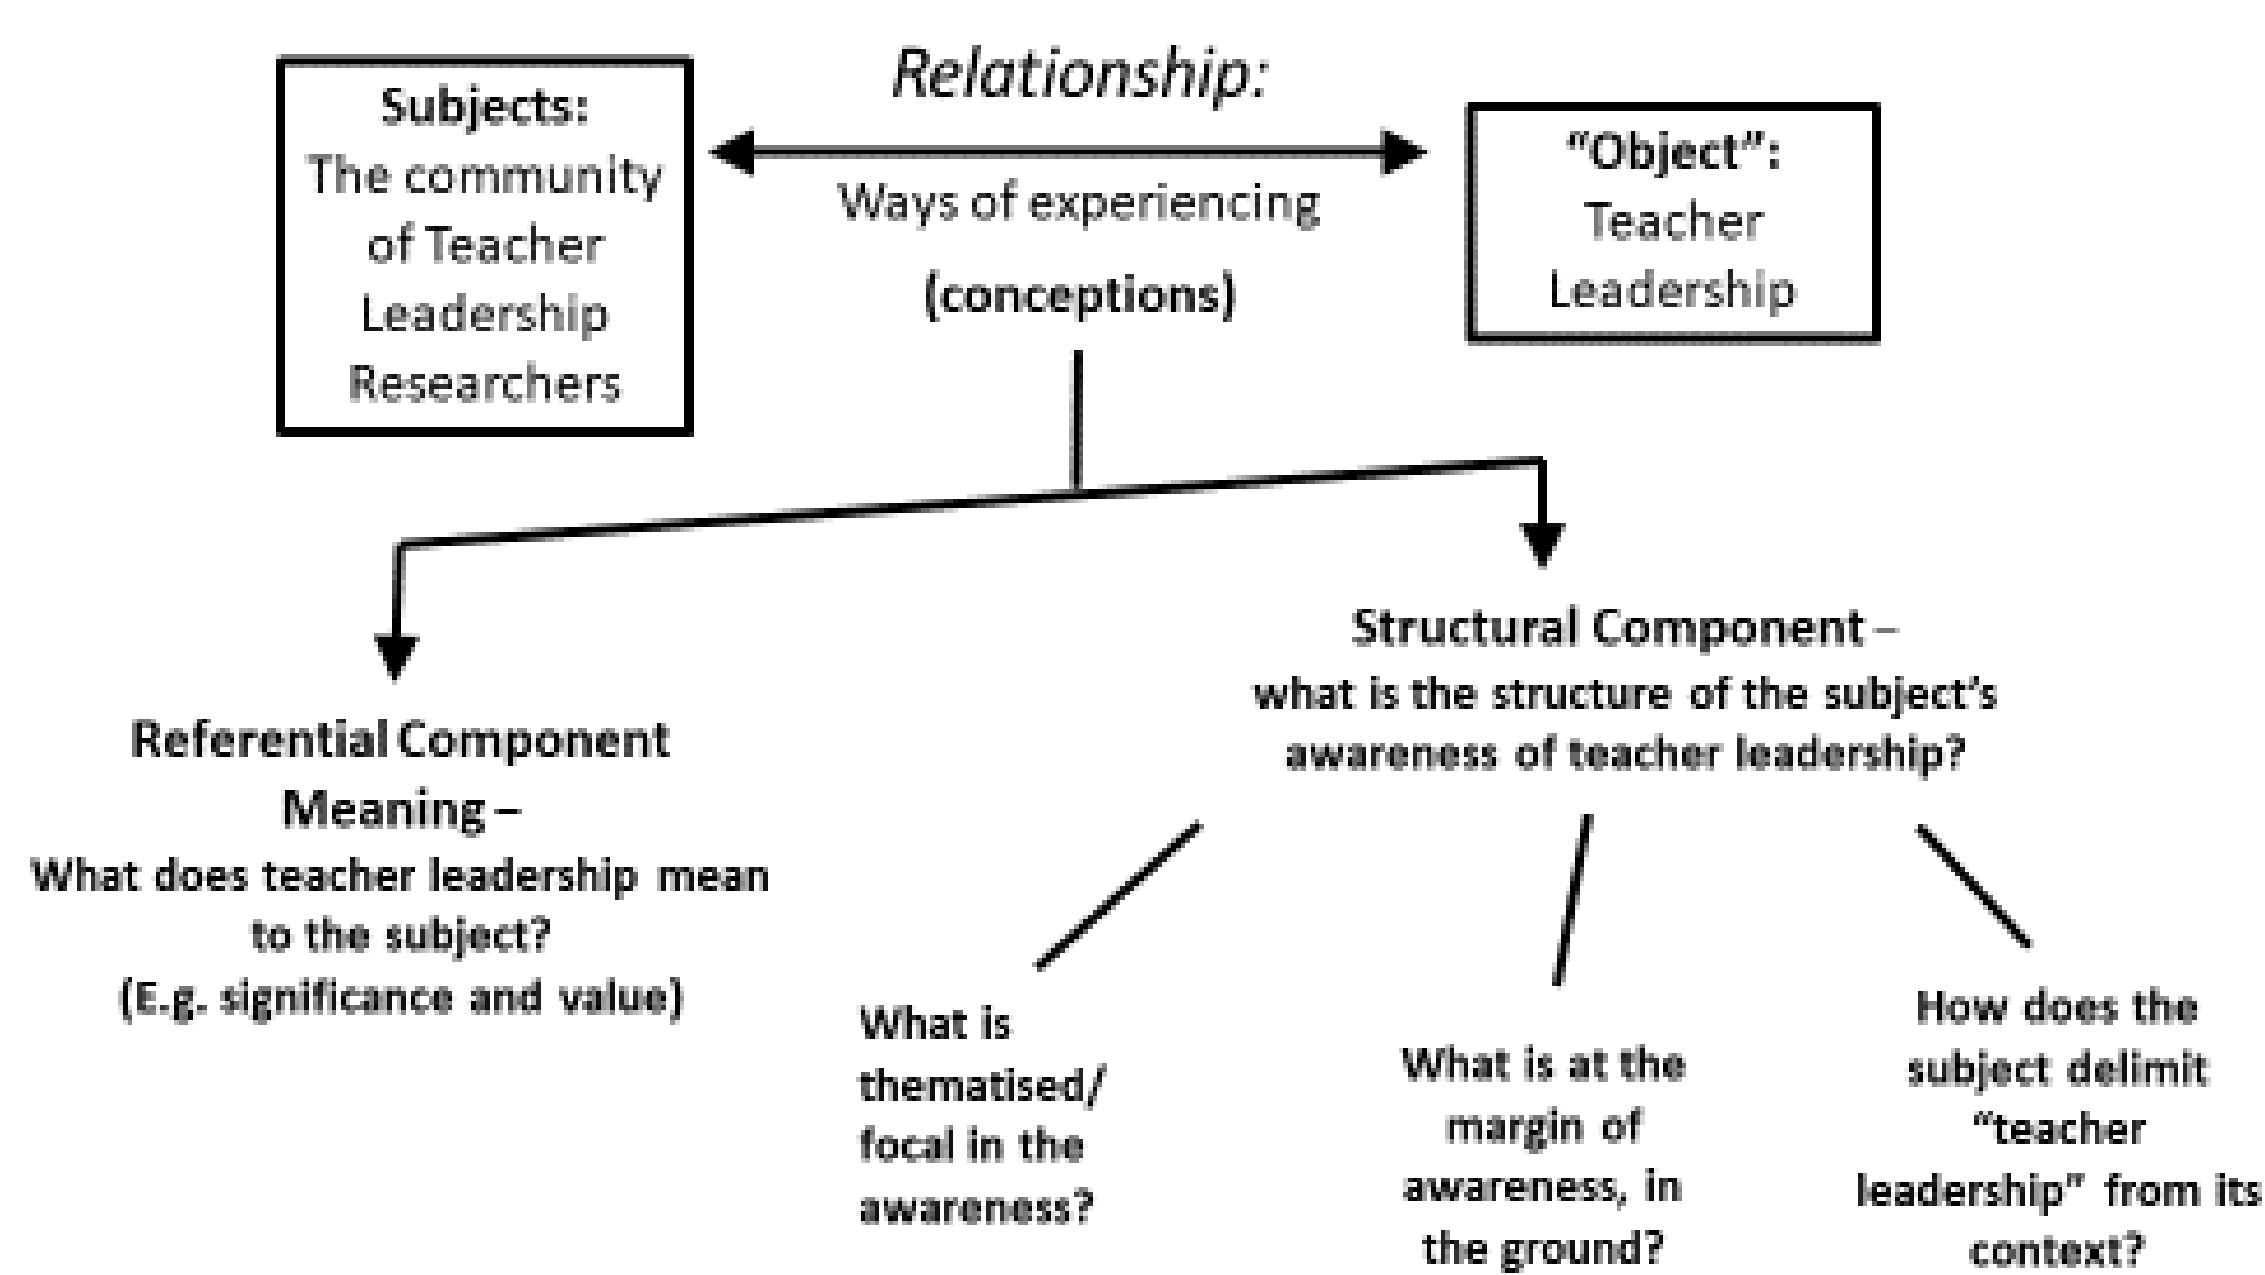 Subjects:
The community
of Teacher
Leadership
Researchers
Relationship:
Ways of experiencing
(conceptions)
“Object”:
Teacher
Leadership
Referential Component
Meaning –
What does teacher leadership mean
to the subject?
(E.g. significance and value)
Structural Component –
what is the structure of the subject’s
awareness of teacher leadership?
What is
thematised/
focal in the
awareness?
What is at the
margin of
awareness, in
the ground?
How does the
subject delimit
“teacher
leadership” from its
context?